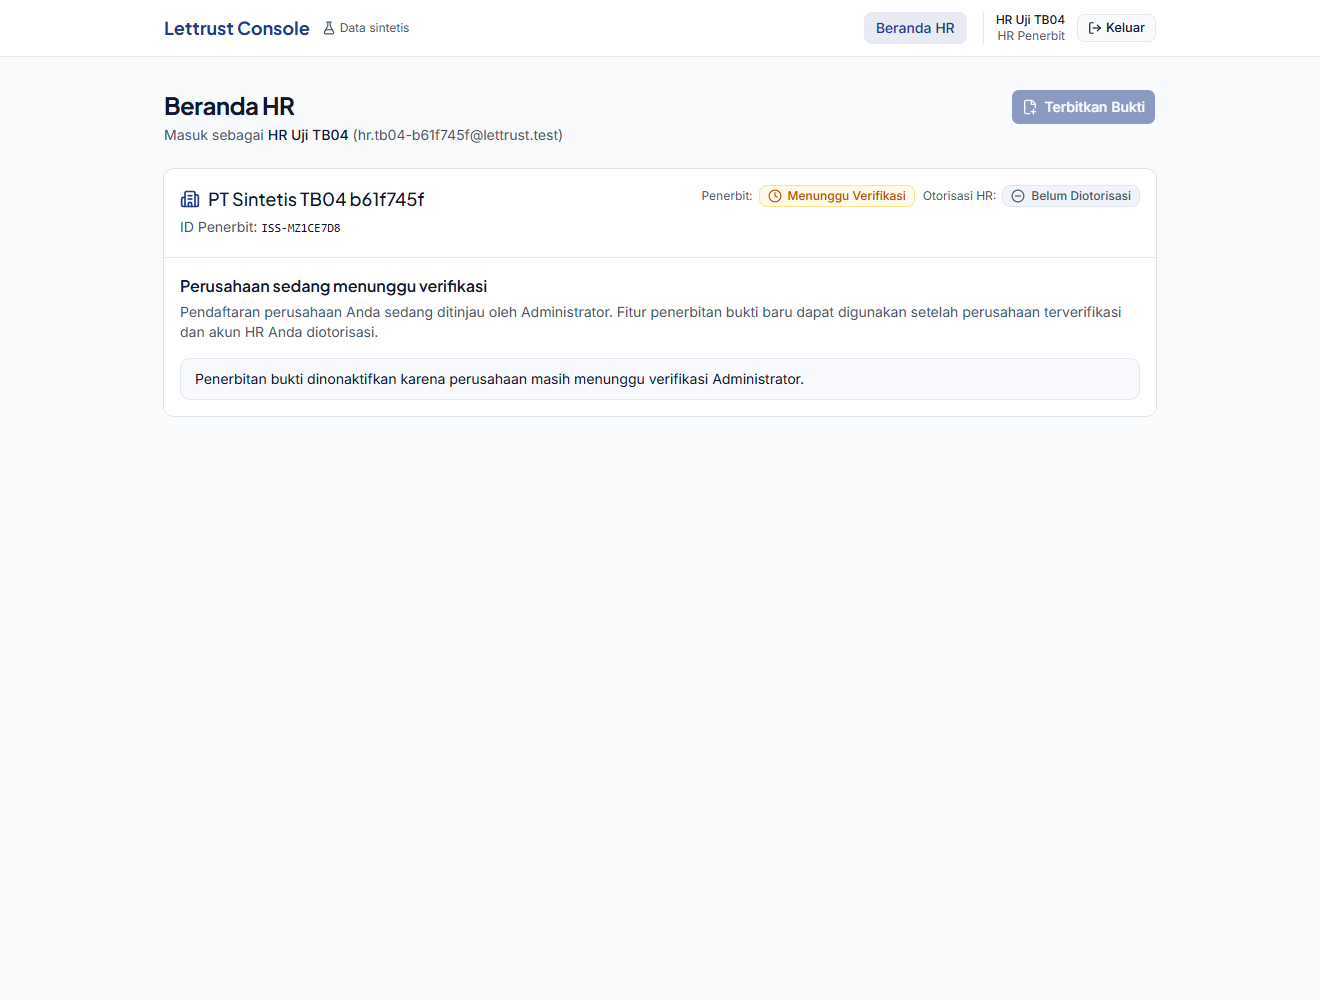 Lettrust Console
Data sintetis
Beranda HR
HR Uji TB04
HR Penerbit
Keluar
Beranda HR
Masuk sebagai HR Uji TB04 (hr.tb04-b61f745f@lettrust.test)
Terbitkan Bukti
PT Sintetis TB04 b61f745f
ID Penerbit: ISS-MZ1CE7D8
Penerbit: Menunggu Verifikasi
Otorisasi HR: Belum Diotorisasi
Perusahaan sedang menunggu verifikasi
Pendaftaran perusahaan Anda sedang ditinjau oleh Administrator. Fitur penerbitan bukti baru dapat digunakan setelah perusahaan terverifikasi
dan akun HR Anda diotorisasi.
Penerbitan bukti dinonaktifkan karena perusahaan masih menunggu verifikasi Administrator.